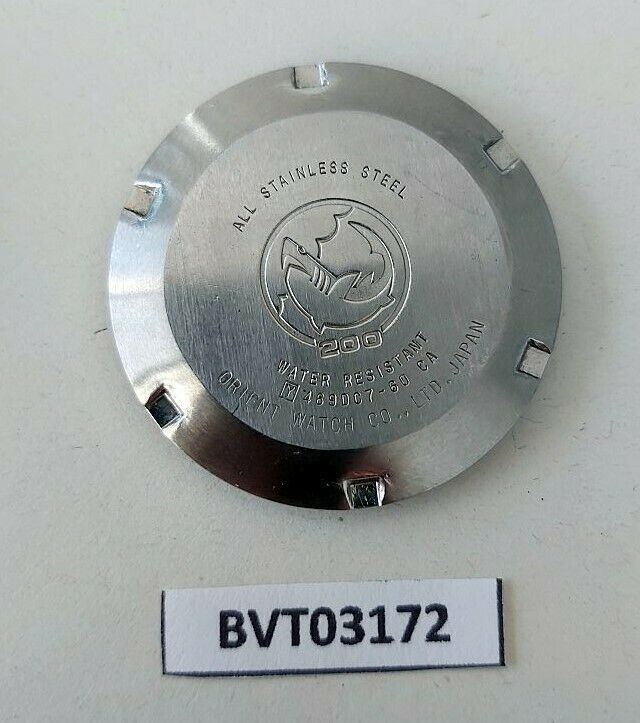 ALL STAINLESS STEEL
200
WATER RESISTANT
Y 469DC7-60 CA
ORIENT WATCH CO., LTD. JAPAN
BVT03172